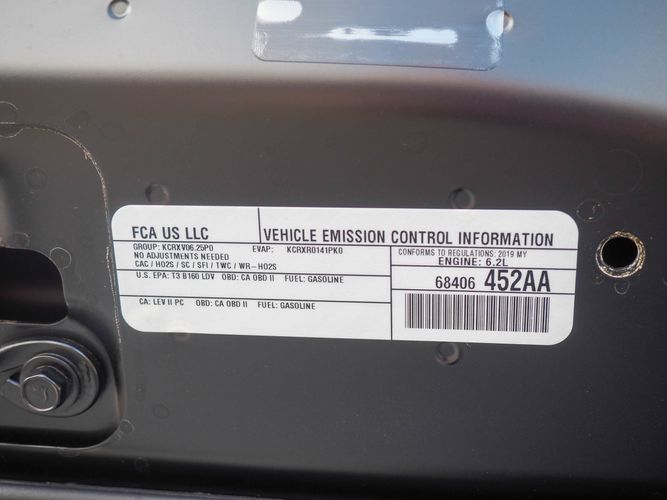 FCA US LLC
VEHICLE EMISSION CONTROL INFORMATION
GROUP: KCRXV06.25P0 EVAP: KCRXR0141PK0
NO ADJUSTMENTS NEEDED
CAC / HO2S / SC / SFI / TWC / WR-HO2S
CONFORMS TO REGULATIONS: 2019 MY
ENGINE: 6.2L
U.S. EPA: T3 B160 LDV OBD: CA OBD II FUEL: GASOLINE
68406 452AA
CA: LEV II PC OBD: CA OBD II FUEL: GASOLINE